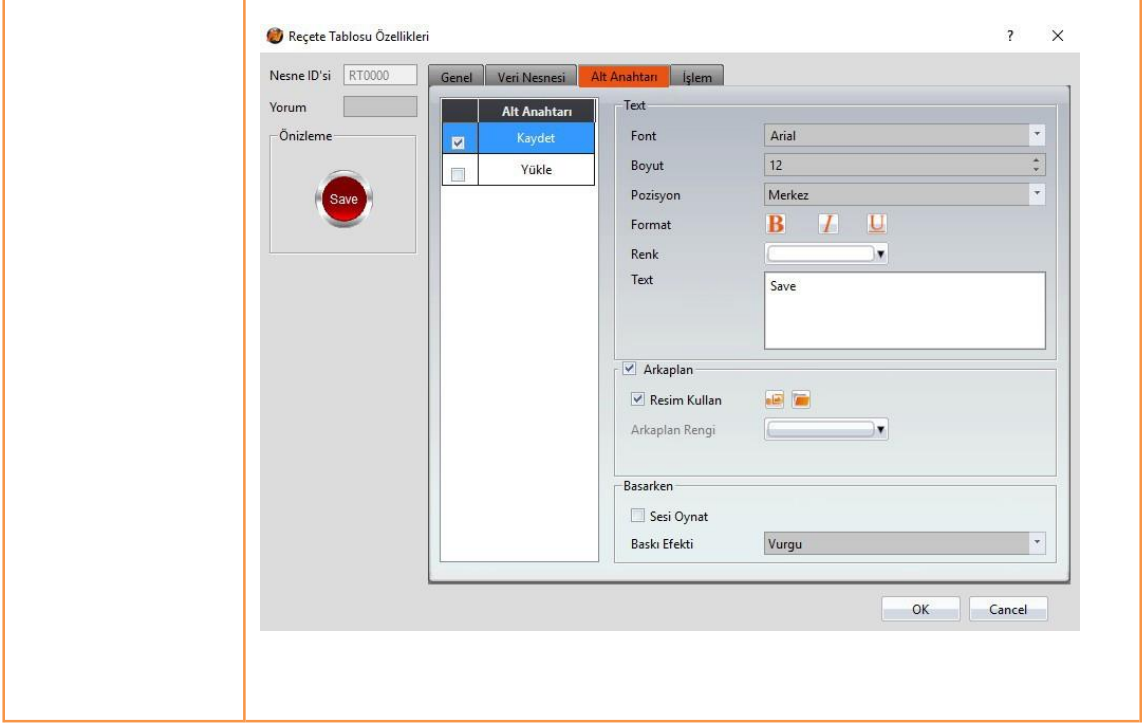 Reçete Tablosu Özellikleri ?
Nesne ID'si RT0000
Yorum
Önizleme
Save
Genel Veri Nesnesi Alt Anahtarı İşlem
Alt Anahtarı
Kaydet
Yükle
Text
Font Arial
Boyut 12
Pozisyon Merkez
Format B I U
Renk
Text Save
Arkaplan
Resim Kullan
Arkaplan Rengi
Basarken
Sesi Oynat
Baskı Efekti Vurgu
OK Cancel